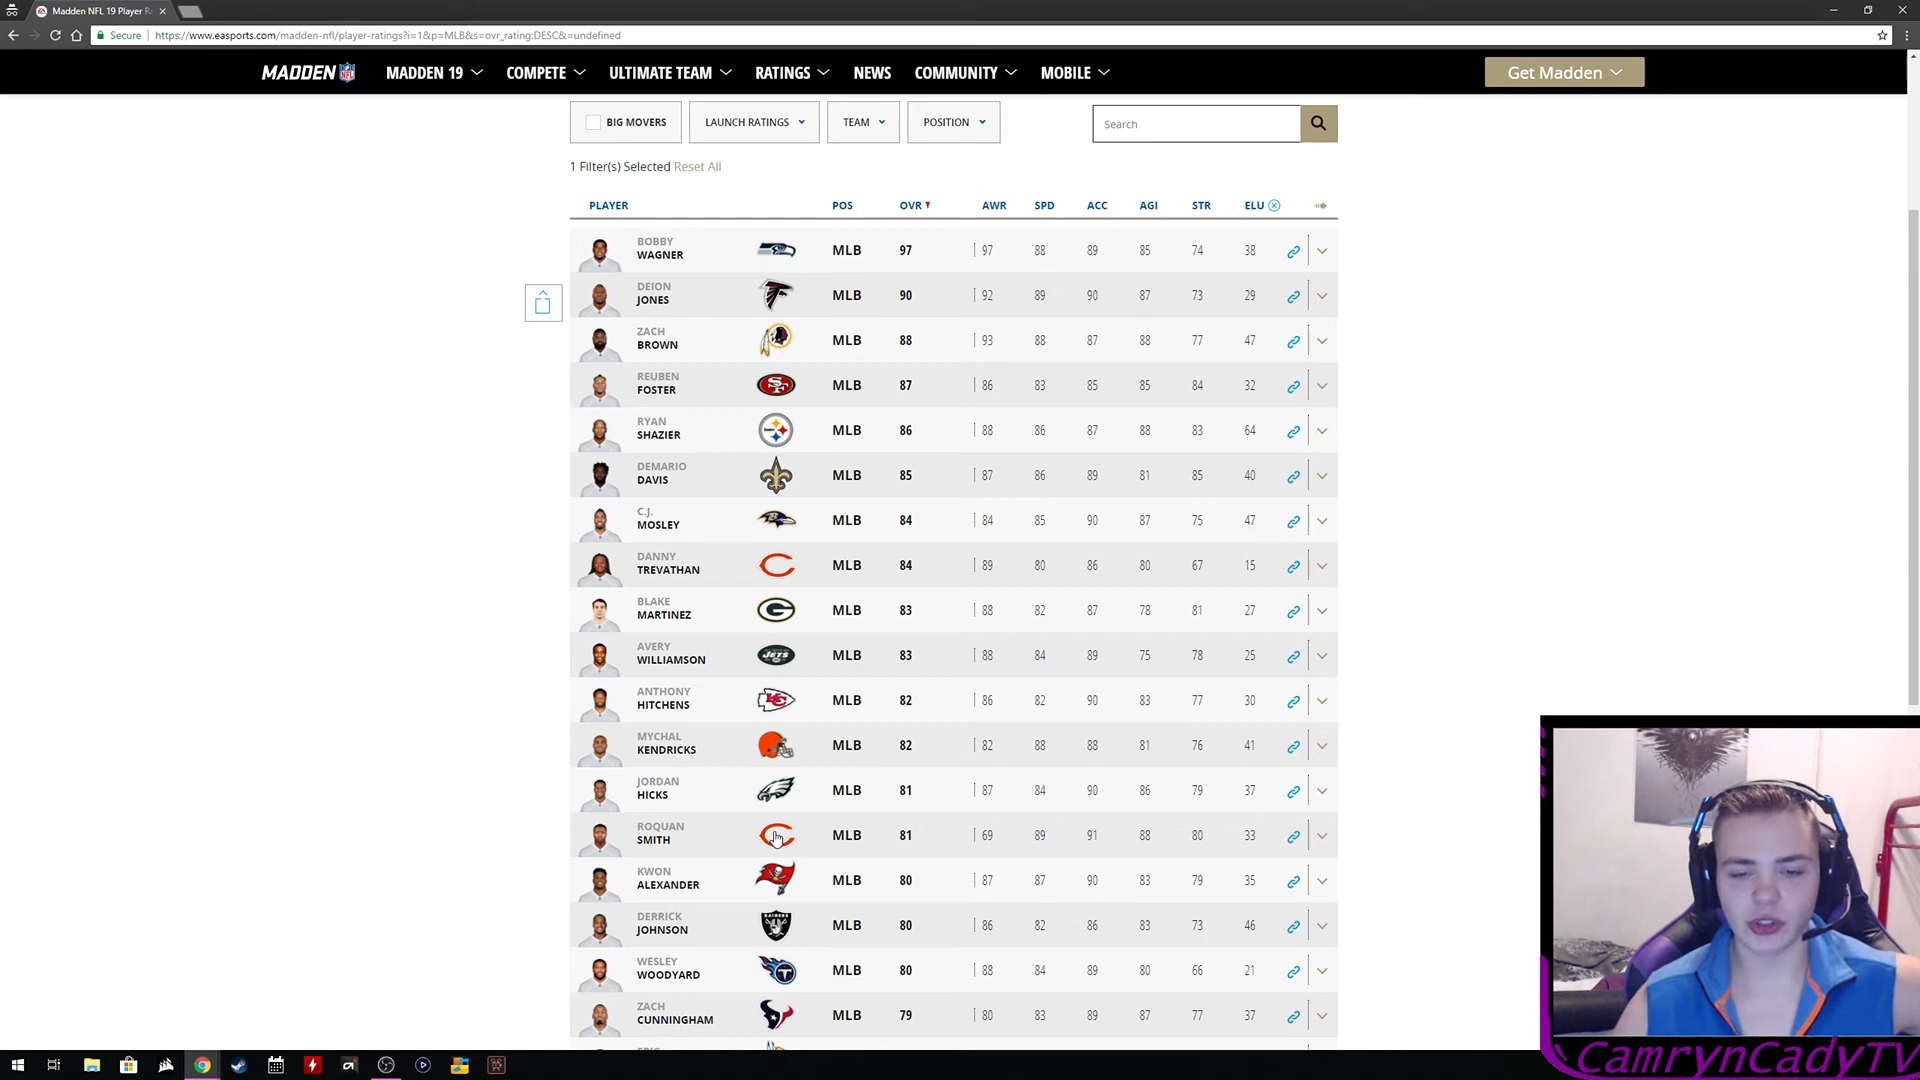 Madden NFL 19 Player R
Secure https://www.easports.com/madden-nfl/player-ratings?i=1&p=MLB&s=ovr_rating:DESC&=undefined
MADDEN NFL MADDEN 19 COMPETE ULTIMATE TEAM RATINGS NEWS COMMUNITY MOBILE Get Madden
BIG MOVERS LAUNCH RATINGS TEAM POSITION Search
1 Filter(s) Selected Reset All
PLAYER POS OVR AWR SPD ACC AGI STR ELU
BOBBY
WAGNER MLB 97 97 88 89 85 74 38
DEION
JONES MLB 90 92 89 90 87 73 29
ZACH
BROWN MLB 88 93 88 87 88 77 47
REUBEN
FOSTER MLB 87 86 83 85 85 84 32
RYAN
SHAZIER Steelers MLB 86 88 86 87 88 83 64
DEMARIO
DAVIS MLB 85 87 86 89 81 85 40
C.J.
MOSLEY MLB 84 84 85 90 87 75 47
DANNY
TREVATHAN MLB 84 89 80 86 80 67 15
BLAKE
MARTINEZ G MLB 83 88 82 87 78 81 27
AVERY
WILLIAMSON JETS MLB 83 88 84 89 75 78 25
ANTHONY
HITCHENS KC MLB 82 86 82 90 83 77 30
MYCHAL
KENDRICKS MLB 82 82 88 88 81 76 41
JORDAN
HICKS MLB 81 87 84 90 86 79 37
ROQUAN
SMITH MLB 81 69 89 91 88 80 33
KWON
ALEXANDER MLB 80 87 87 90 83 79 35
DERRICK
JOHNSON RAIDERS MLB 80 86 82 86 83 73 46
WESLEY
WOODYARD MLB 80 88 84 89 80 66 21
ZACH
CUNNINGHAM MLB 79 80 83 89 87 77 37
CamrynCadyTV